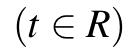 (t ∈ R)